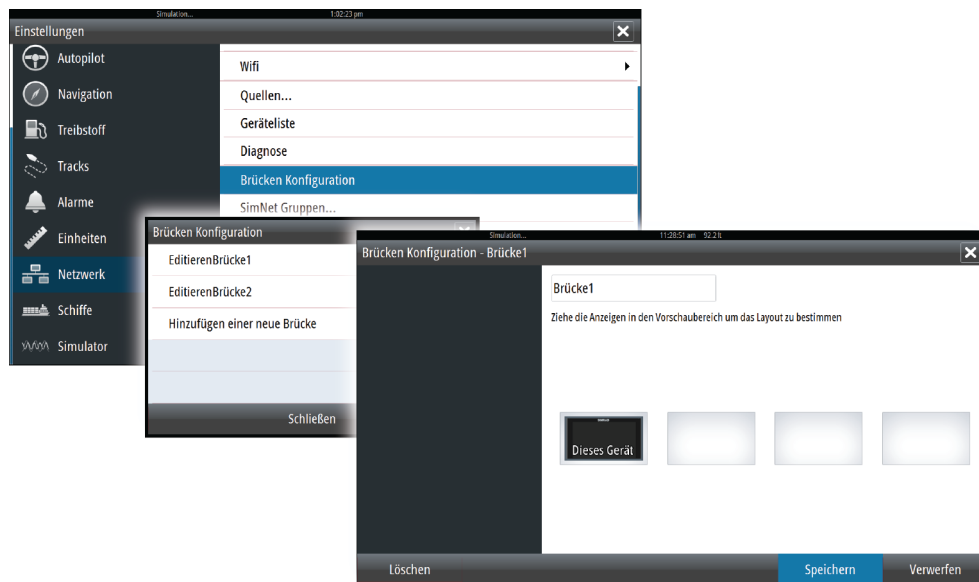 Simulation... 1:02:23 pm
Einstellungen
Autopilot
Navigation
Treibstoff
Tracks
Alarme
Einheiten
Netzwerk
Schiffe
Simulator
Wifi
Quellen...
Geräteliste
Diagnose
Brücken Konfiguration
SimNet Gruppen...
Brücken Konfiguration
EditierenBrücke1
EditierenBrücke2
Hinzufügen einer neue Brücke
Schließen
Simulation... 11:28:51 am 92.2 lt
Brücken Konfiguration - Brücke1
Brücke1
Ziehe die Anzeigen in den Vorschaubereich um das Layout zu bestimmen
Dieses Gerät
Löschen
Speichern
Verwerfen